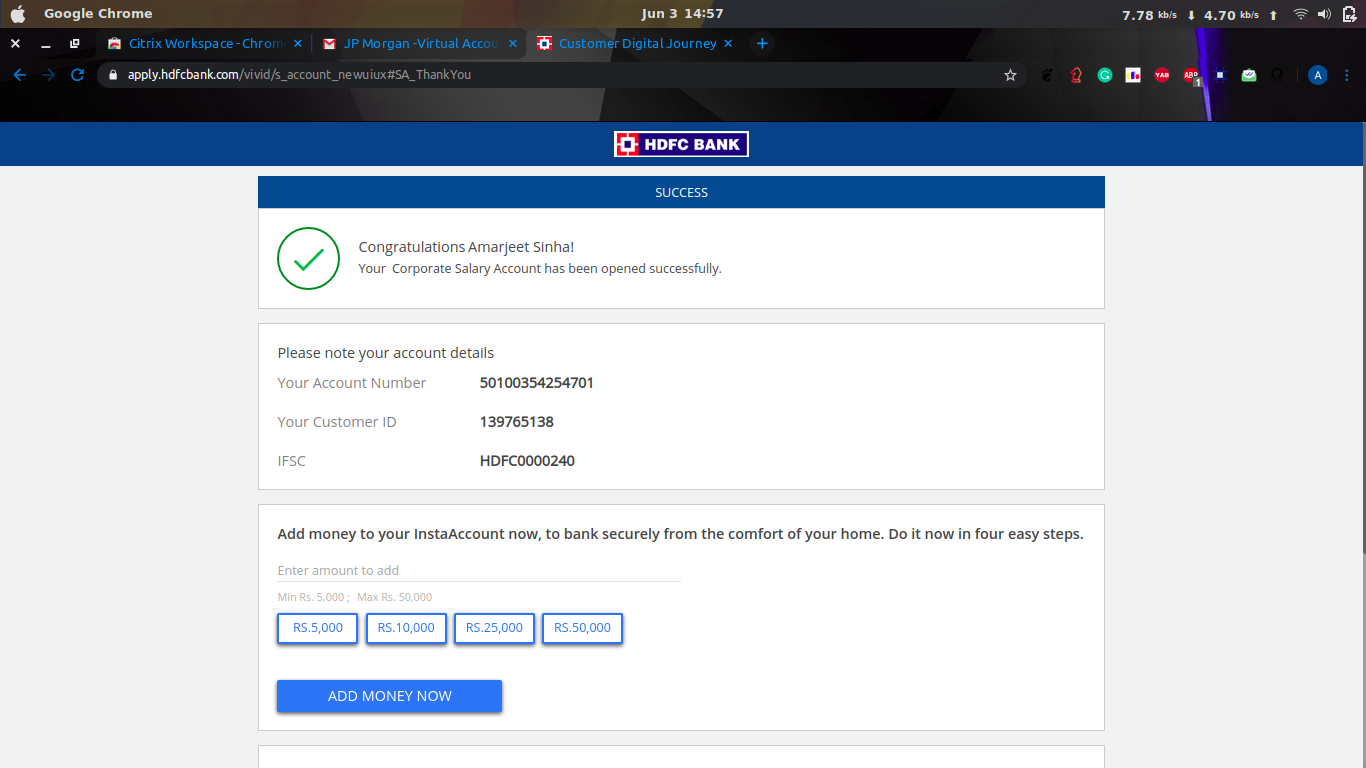 Google Chrome
Jun 3 14:57
7.78 kb/s ⬇ 4.70 kb/s ⬆
Citrix Workspace - Chrom
JP Morgan -Virtual Accou
Customer Digital Journey
apply.hdfcbank.com/vivid/s_account_newuiux#SA_ThankYou
YAB
ABP
1
A
HDFC BANK
SUCCESS
Congratulations Amarjeet Sinha!
Your Corporate Salary Account has been opened successfully.
Please note your account details
Your Account Number 50100354254701
Your Customer ID 139765138
IFSC HDFC0000240
Add money to your InstaAccount now, to bank securely from the comfort of your home. Do it now in four easy steps.
Enter amount to add
Min Rs. 5,000 ; Max Rs. 50,000
RS.5,000 RS.10,000 RS.25,000 RS.50,000
ADD MONEY NOW